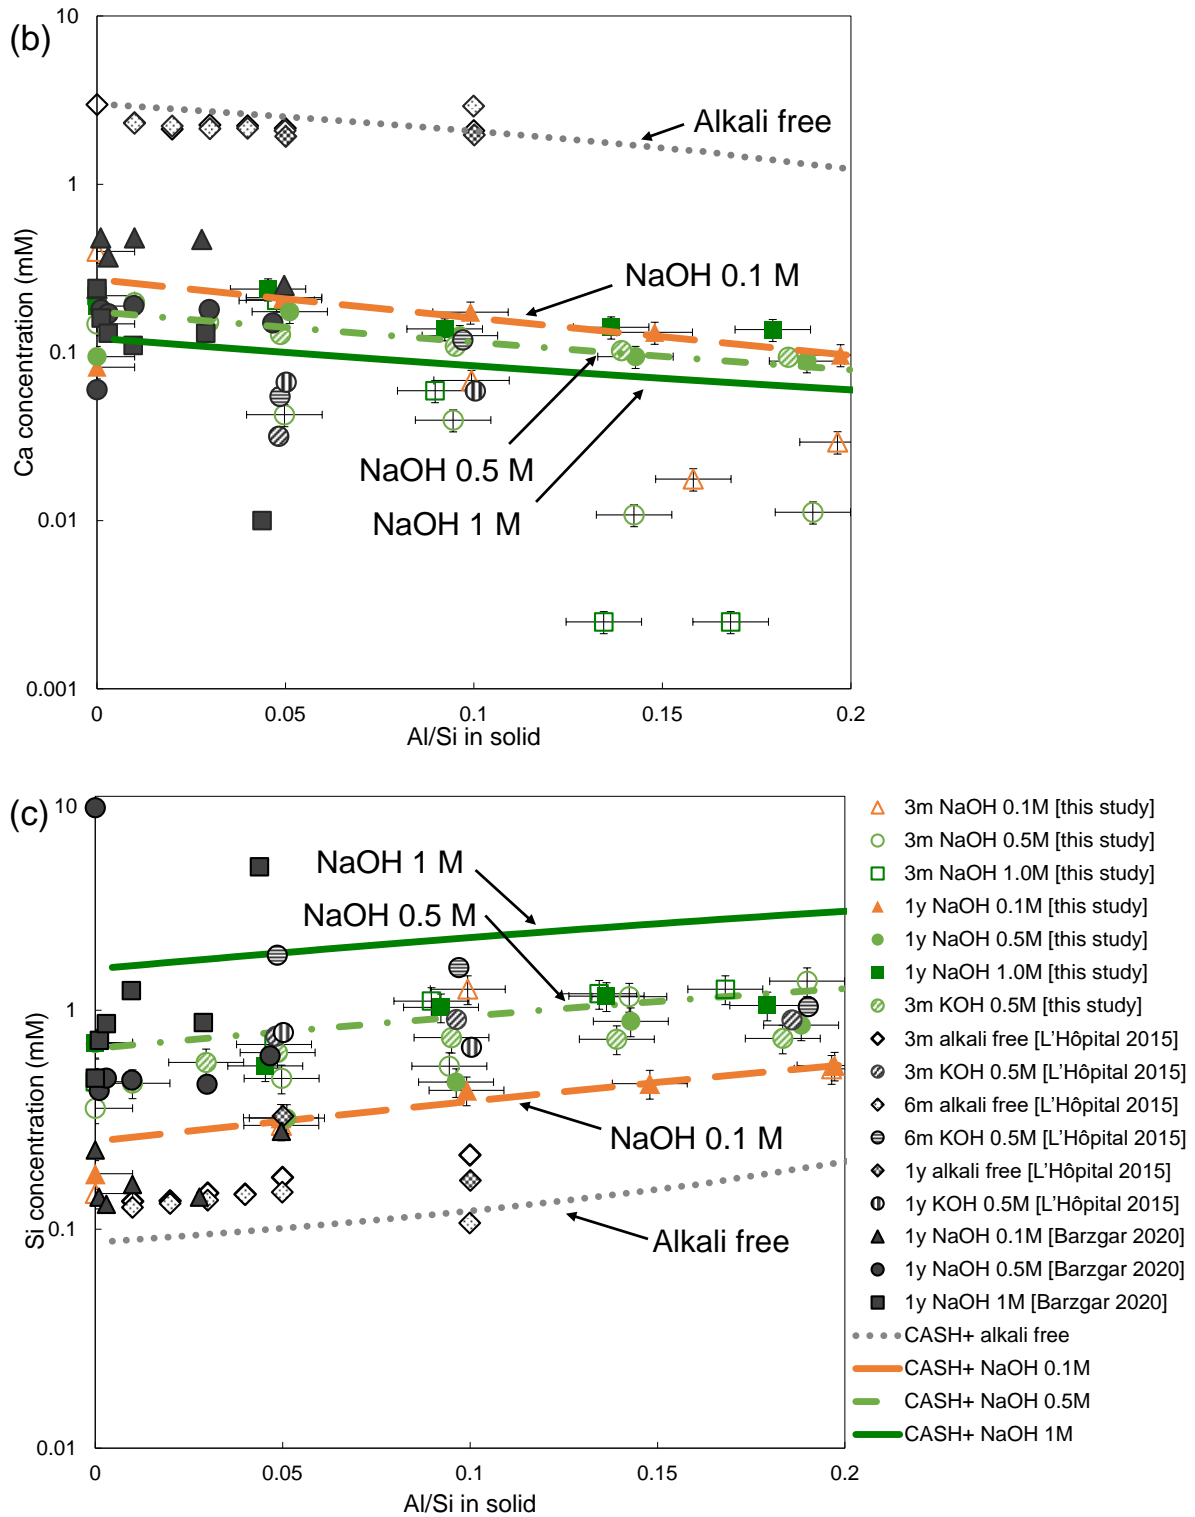 (b)
10
1
0.1
0.01
0.001
Ca concentration (mM)
Alkali free
NaOH 0.1 M
NaOH 0.5 M
NaOH 1 M
0
0.05
0.1
0.15
0.2
Al/Si in solid
(c)
10
1
0.1
0.01
Si concentration (mM)
NaOH 1 M
NaOH 0.5 M
NaOH 0.1 M
Alkali free
0
0.05
0.1
0.15
0.2
Al/Si in solid
3m NaOH 0.1M [this study]
3m NaOH 0.5M [this study]
3m NaOH 1.0M [this study]
1y NaOH 0.1M [this study]
1y NaOH 0.5M [this study]
1y NaOH 1.0M [this study]
3m KOH 0.5M [this study]
3m alkali free [L'Hôpital 2015]
3m KOH 0.5M [L'Hôpital 2015]
6m alkali free [L'Hôpital 2015]
6m KOH 0.5M [L'Hôpital 2015]
1y alkali free [L'Hôpital 2015]
1y KOH 0.5M [L'Hôpital 2015]
1y NaOH 0.1M [Barzgar 2020]
1y NaOH 0.5M [Barzgar 2020]
1y NaOH 1M [Barzgar 2020]
CASH+ alkali free
CASH+ NaOH 0.1M
CASH+ NaOH 0.5M
CASH+ NaOH 1M